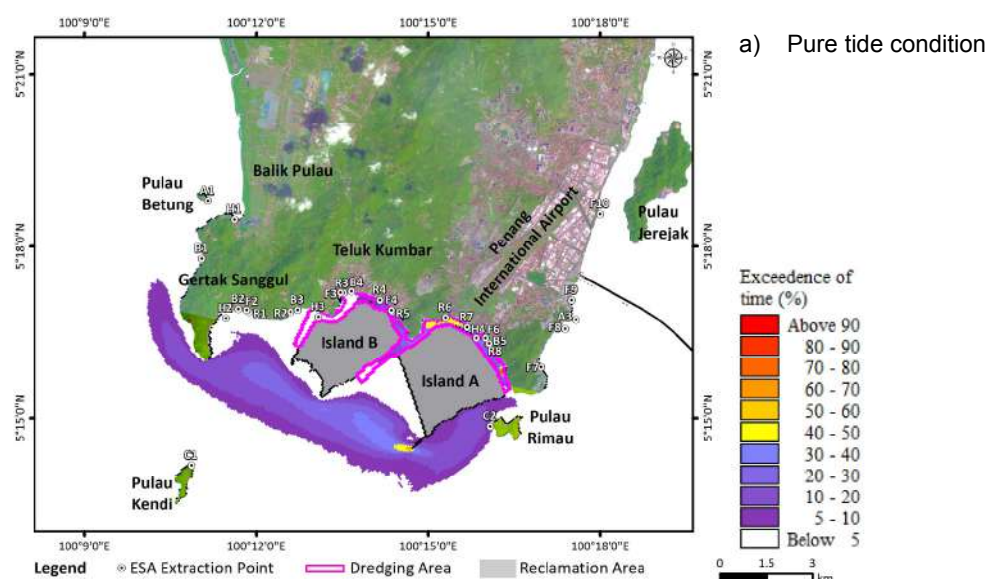 100°9'0"E 100°12'0"E 100°15'0"E 100°18'0"E
a) Pure tide condition
5°21'0"N 5°21'0"N
Balik Pulau
Pulau
Betung
A1
H1
F10
Pulau
Jerejak
Penang
International Airport
5°18'0"N 5°18'0"N
Teluk Kumbar
B1
Gertak Sanggul
R3 B4
F3
R4
F4
R5
B2 F2
H2
R1
B3
R2
H3
R6
R7
H4 F6
B5
R8
F9
A3
F8
F7
Island B
Island A
5°15'0"N 5°15'0"N
C2
Pulau
Rimau
C1
Pulau
Kendi
100°9'0"E 100°12'0"E 100°15'0"E 100°18'0"E
Exceedence of
time (%)
Above 90
80 - 90
70 - 80
60 - 70
50 - 60
40 - 50
30 - 40
20 - 30
10 - 20
5 - 10
Below 5
Legend ESA Extraction Point Dredging Area Reclamation Area
0 1.5 3
km